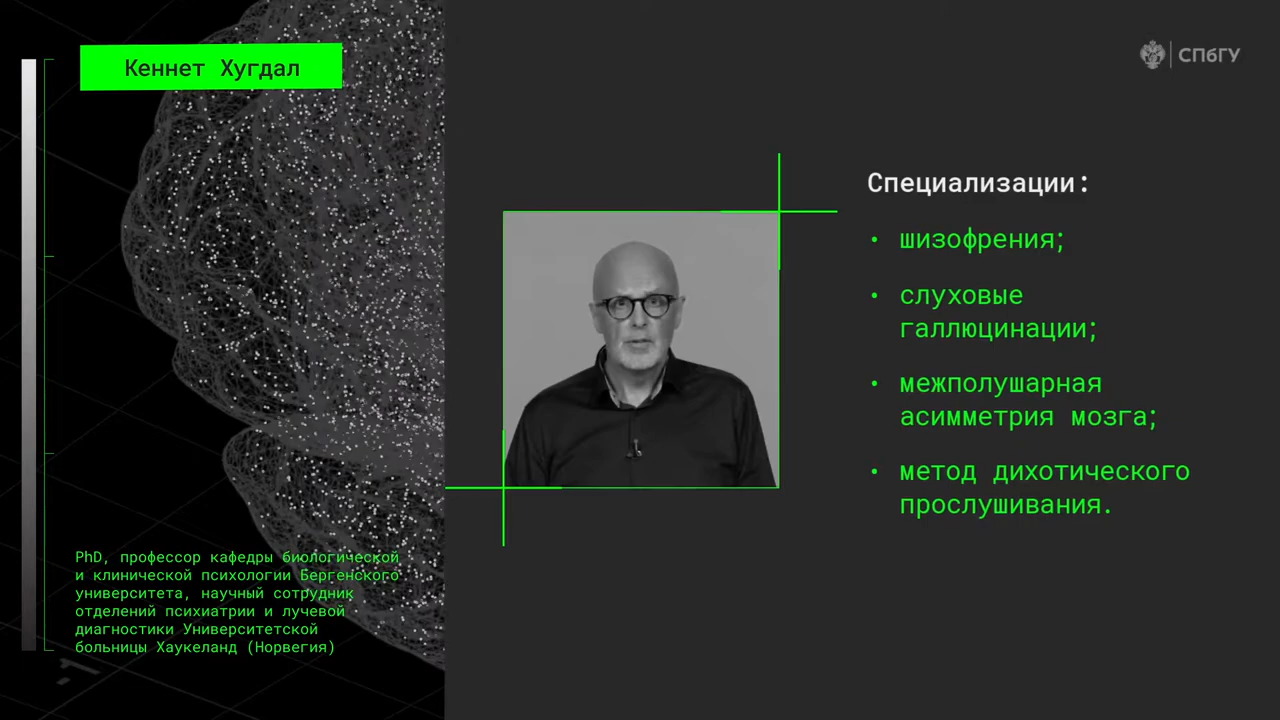 Кеннет Хугдал
СПбГУ
Специализации:
• шизофрения;
• слуховые
галлюцинации;
• межполушарная
асимметрия мозга;
• метод дихотического
прослушивания.
PhD, профессор кафедры биологической
и клинической психологии Бергенского
университета, научный сотрудник
отделений психиатрии и лучевой
диагностики Университетской
больницы Хаукеланд (Норвегия)